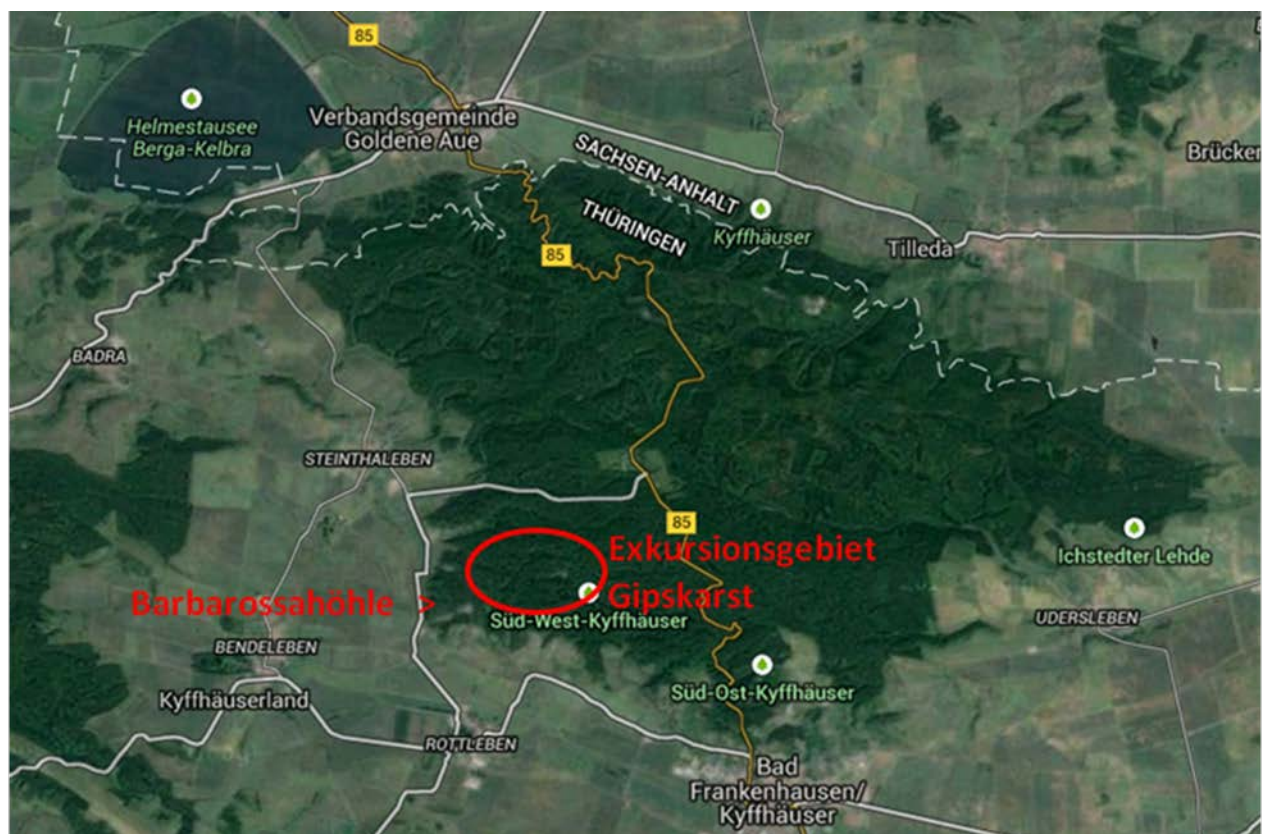 85
Helmestausee
Berga-Kelbra
Verbandsgemeinde
Goldene Aue
SACHSEN-ANHALT
THÜRINGEN
Kyffhäuser
Brücken
Tilleda
85
BADRA
STEINTHALEBEN
85
Exkursionsgebiet
Gipskarst
Ichstedter Lehde
Barbarossahöhle >
Süd-West-Kyffhäuser
UDERSLEBEN
BENDELEBEN
Kyffhäuserland
Süd-Ost-Kyffhäuser
ROTTLEBEN
Bad
Frankenhausen/
Kyffhäuser